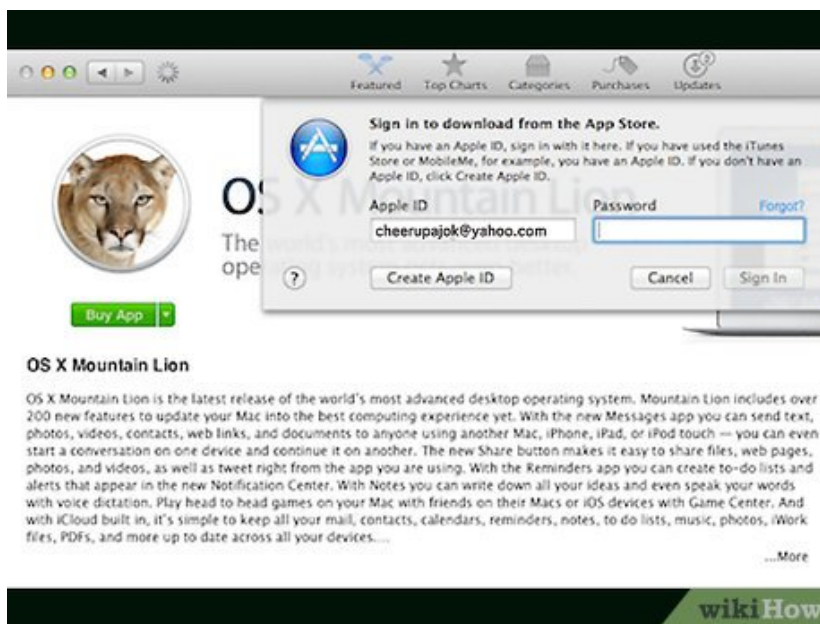 Featured Top Charts Categories Purchases Updates
Sign in to download from the App Store.
If you have an Apple ID, sign in with it here. If you have used the iTunes
Store or MobileMe, for example, you have an Apple ID. If you don't have an
Apple ID, click Create Apple ID.
Apple ID Password Forgot?
cheerupajok@yahoo.com
? Create Apple ID Cancel Sign In
OS X Mountain Lion
The world's most advanced desktop
operating system gets even better.
Buy App
OS X Mountain Lion
OS X Mountain Lion is the latest release of the world's most advanced desktop operating system. Mountain Lion includes over
200 new features to update your Mac into the best computing experience yet. With the new Messages app you can send text,
photos, videos, contacts, web links, and documents to anyone using another Mac, iPhone, iPad, or iPod touch — you can even
start a conversation on one device and continue it on another. The new Share button makes it easy to share files, web pages,
photos, and videos, as well as tweet right from the app you are using. With the Reminders app you can create to-do lists and
alerts that appear in the new Notification Center. With Notes you can write down all your ideas and even speak your words
with voice dictation. Play head to head games on your Mac with friends on their Macs or iOS devices with Game Center. And
with iCloud built in, it's simple to keep all your mail, contacts, calendars, reminders, notes, to do lists, music, photos, iWork
files, PDFs, and more up to date across all your devices....
...More
wikiHow